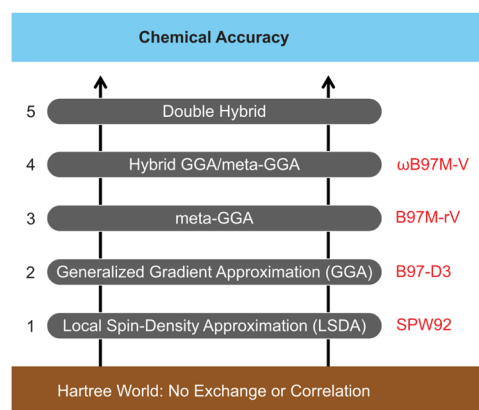 Chemical Accuracy
5 Double Hybrid
4 Hybrid GGA/meta-GGA ωB97M-V
3 meta-GGA B97M-rV
2 Generalized Gradient Approximation (GGA) B97-D3
1 Local Spin-Density Approximation (LSDA) SPW92
Hartree World: No Exchange or Correlation